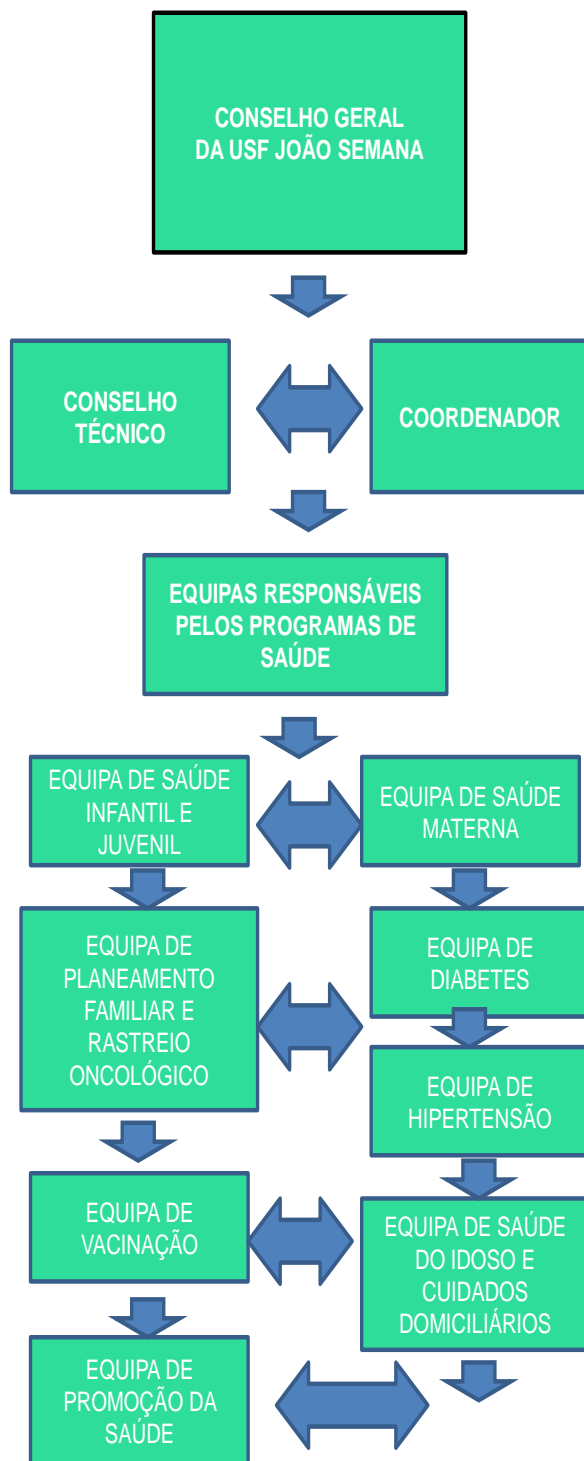 CONSELHO GERAL
DA USF JOÃO SEMANA
CONSELHO
TÉCNICO
COORDENADOR
EQUIPAS RESPONSÁVEIS
PELOS PROGRAMAS DE
SAÚDE
EQUIPA DE SAÚDE
INFANTIL E
JUVENIL
EQUIPA DE SAÚDE
MATERNA
EQUIPA DE
PLANEAMENTO
FAMILIAR E
RASTREIO
ONCOLÓGICO
EQUIPA DE
DIABETES
EQUIPA DE
HIPERTENSÃO
EQUIPA DE
VACINAÇÃO
EQUIPA DE SAÚDE
DO IDOSO E
CUIDADOS
DOMICILIÁRIOS
EQUIPA DE
PROMOÇÃO DA
SAÚDE